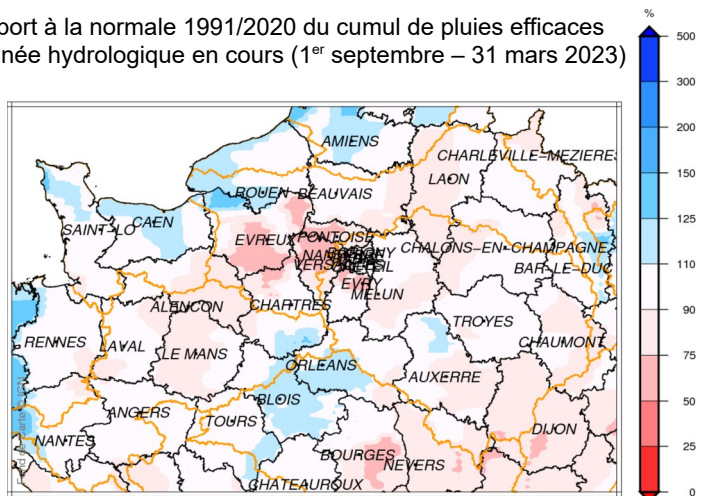 port à la normale 1991/2020 du cumul de pluies efficaces
née hydrologique en cours (1er septembre – 31 mars 2023)
%
500
300
200
150
125
110
90
75
50
25
0
AMIENS
CHARLEVILLE-MEZIERES
LAON
ROUEN
BEAUVAIS
SAINT-LO
CAEN
EVREUX
PONTOISE
CHALONS-EN-CHAMPAGNE
BAR-LE-DUC
EVRY
MELUN
ALENCON
CHARTRES
TROYES
RENNES
LAVAL
LE MANS
CHAUMONT
ORLEANS
AUXERRE
BLOIS
ANGERS
TOURS
DIJON
NANTES
BOURGES
NEVERS
CHATEAUROUX